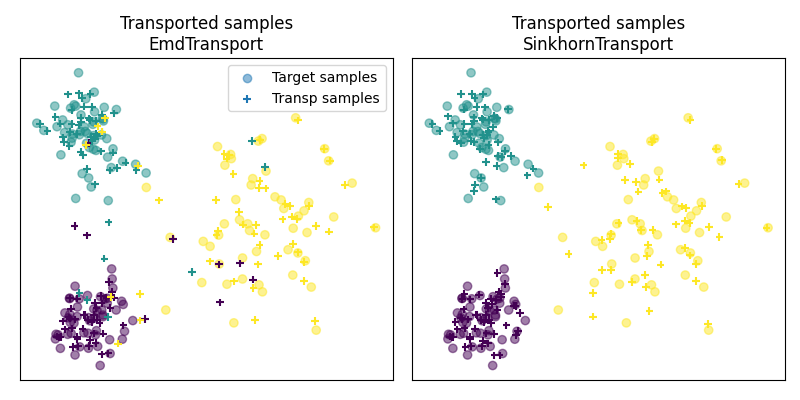 Transported samples
EmdTransport
Target samples
Transp samples
Transported samples
SinkhornTransport